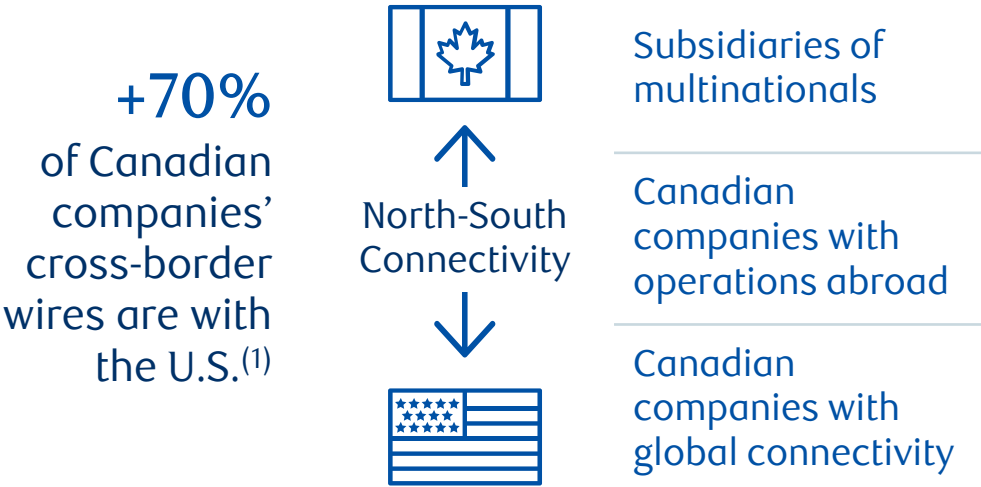 +70%
of Canadian
companies’
cross-border
wires are with
the U.S.(1)
North-South
Connectivity
Subsidiaries of
multinationals
Canadian
companies with
operations abroad
Canadian
companies with
global connectivity